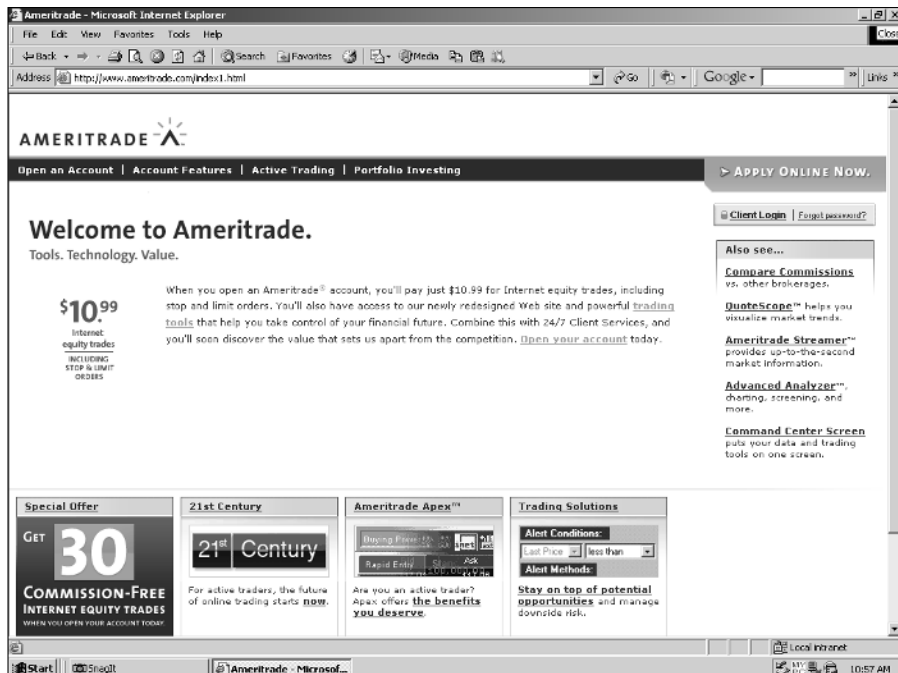 Ameritrade - Microsoft Internet Explorer
File Edit View Favorites Tools Help
Close
Back Search Favorites Media
Address http://www.ameritrade.com/index1.html Go Google Links
AMERITRADE
Open an Account | Account Features | Active Trading | Portfolio Investing
APPLY ONLINE NOW.
Client Login | Forgot password?
Welcome to Ameritrade.
Tools. Technology. Value.
$10.99
Internet
equity trades
INCLUDING
STOP & LIMIT
ORDERS
When you open an Ameritrade® account, you'll pay just $10.99 for Internet equity trades, including
stop and limit orders. You'll also have access to our newly redesigned Web site and powerful trading
tools that help you take control of your financial future. Combine this with 24/7 Client Services, and
you'll soon discover the value that sets us apart from the competition. Open your account today.
Also see...
Compare Commissions
vs. other brokerages.
QuoteScope™ helps you
visualize market trends.
Ameritrade Streamer™
provides up-to-the-second
market information.
Advanced Analyzer™,
charting, screening, and
more.
Command Center Screen
puts your data and trading
tools on one screen.
Special Offer
GET 30
COMMISSION-FREE
INTERNET EQUITY TRADES
WHEN YOU OPEN YOUR ACCOUNT TODAY.
21st Century
21st Century
For active traders, the future
of online trading starts now.
Ameritrade Apex™
Buying Power
Rapid Entry
Ask
Are you an active trader?
Apex offers the benefits
you deserve.
Trading Solutions
Alert Conditions:
Last Price less than
Alert Methods:
Stay on top of potential
opportunities and manage
downside risk.
Local intranet
Start SnagIt Ameritrade - Microsof... 10:57 AM